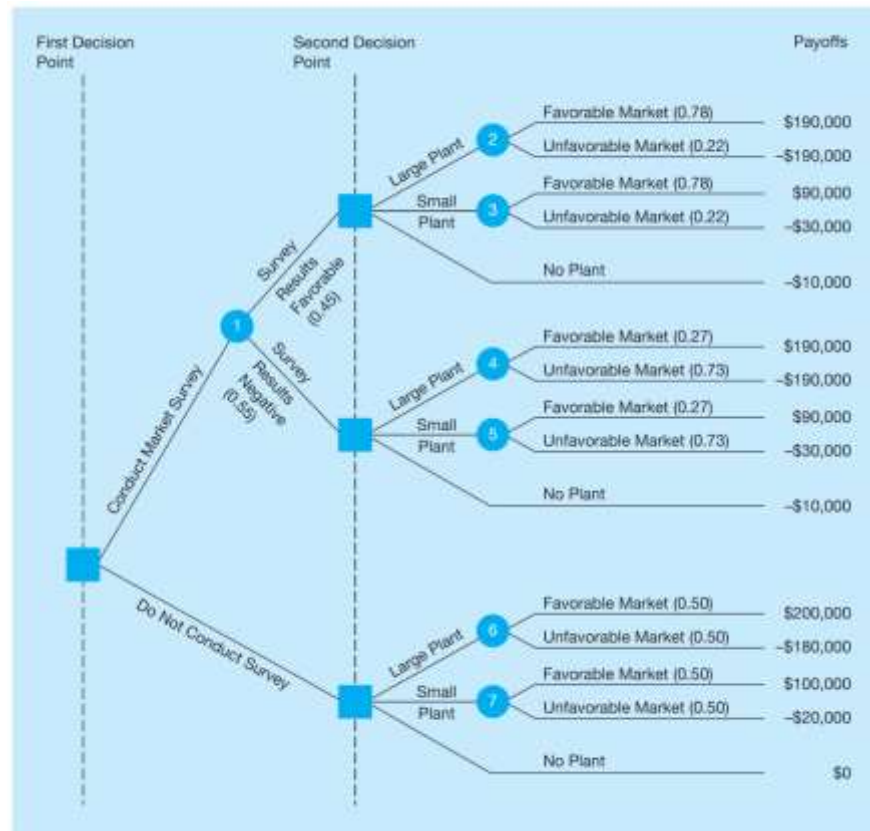 First Decision
Point
Second Decision
Point
Payoffs
Large Plant
2
Favorable Market (0.78)
$190,000
Unfavorable Market (0.22)
–$190,000
Small
Plant
3
Favorable Market (0.78)
$90,000
Unfavorable Market (0.22)
–$30,000
No Plant
–$10,000
Survey
Results
Favorable
(0.45)
1
Survey
Results
Negative
(0.55)
Large Plant
4
Favorable Market (0.27)
$190,000
Unfavorable Market (0.73)
–$190,000
Small
Plant
5
Favorable Market (0.27)
$90,000
Unfavorable Market (0.73)
–$30,000
No Plant
–$10,000
Conduct Market Survey
Do Not Conduct Survey
Large Plant
6
Favorable Market (0.50)
$200,000
Unfavorable Market (0.50)
–$180,000
Small
Plant
7
Favorable Market (0.50)
$100,000
Unfavorable Market (0.50)
–$20,000
No Plant
$0